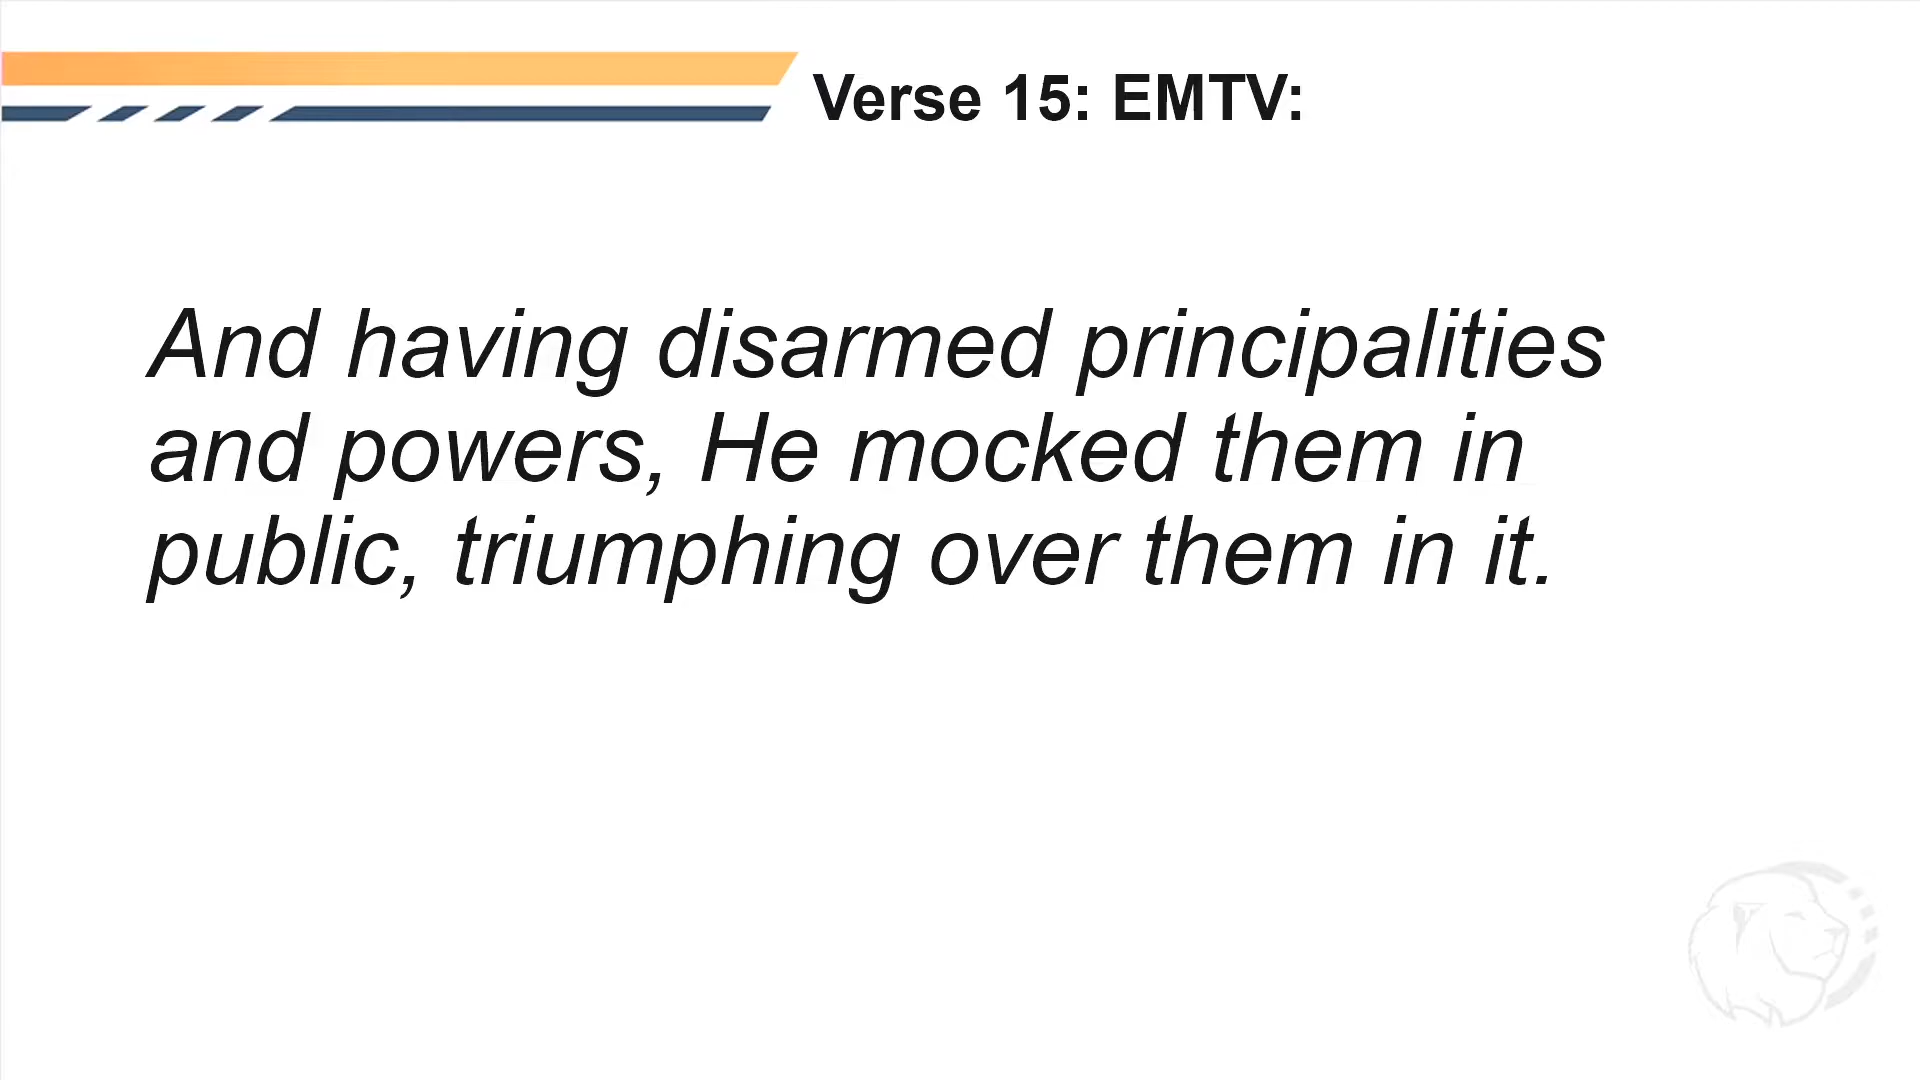 Verse 15: EMTV:
And having disarmed principalities
and powers, He mocked them in
public, triumphing over them in it.